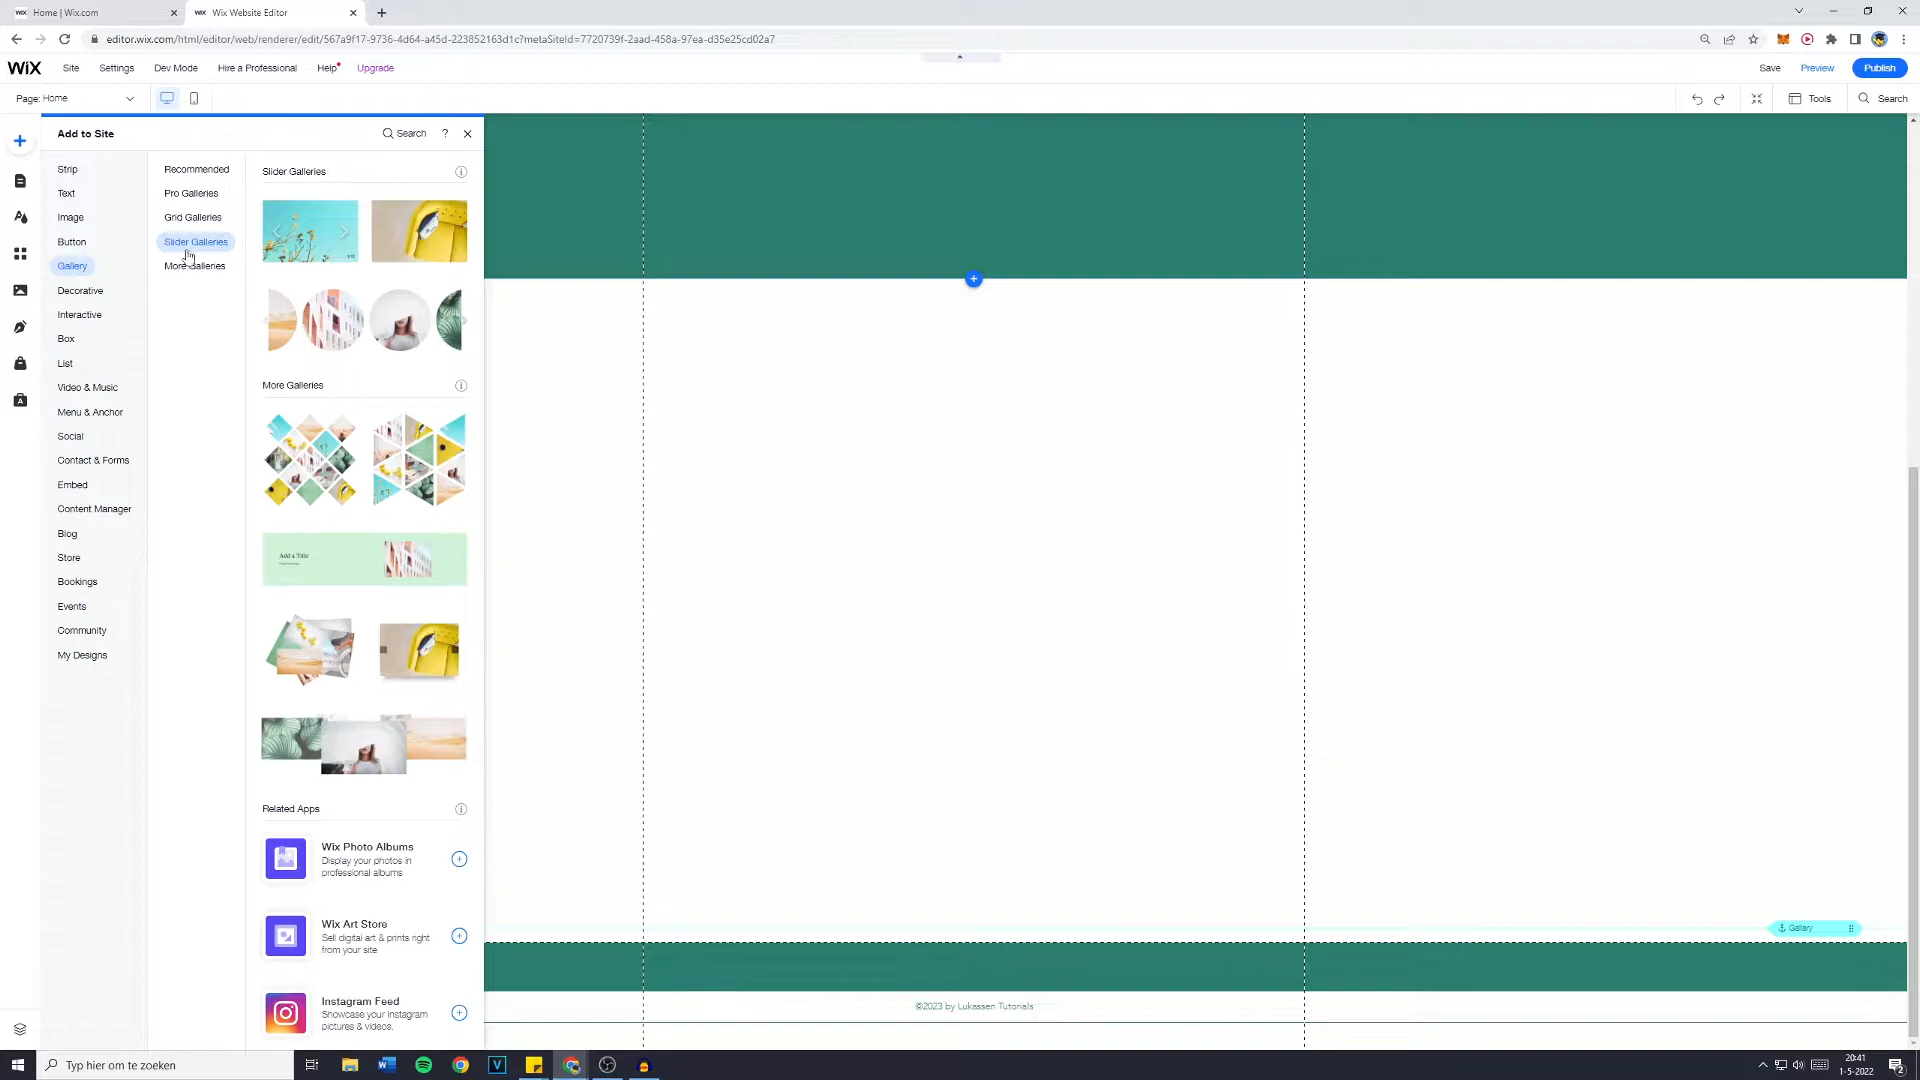 Home | Wix.com
Wix Website Editor
editor.wix.com/html/editor/web/renderer/edit/567a9f17-9736-4d64-a45d-223852163d1c?metaSiteId=7720739f-2aad-458a-97ea-d35e25cd02a7
WiX Site Settings Dev Mode Hire a Professional Help Upgrade Save Preview Publish
Page: Home Tools Search
Add to Site Search ?
Strip
Text
Image
Button
Gallery
Decorative
Interactive
Box
List
Video & Music
Menu & Anchor
Social
Contact & Forms
Embed
Content Manager
Blog
Store
Bookings
Events
Community
My Designs
Recommended
Pro Galleries
Grid Galleries
Slider Galleries
More Galleries
Slider Galleries
More Galleries
Add a Title
Related Apps
Wix Photo Albums
Display your photos in
professional albums
Wix Art Store
Sell digital art & prints right
from your site
Instagram Feed
Showcase your Instagram
pictures & videos.
Gallary
©2023 by Lukassen Tutorials
Typ hier om te zoeken
20:41
1-5-2022